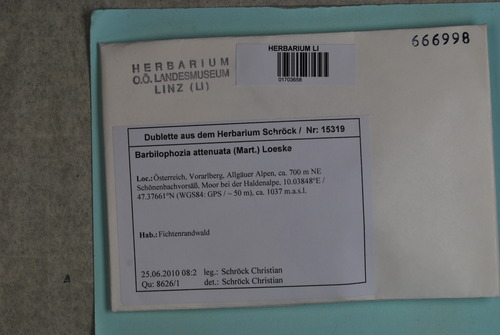 666998
HERBARIUM
O.Ö. LANDESMUSEUM
LINZ (LI)
HERBARIUM LI
01703658
Dublette aus dem Herbarium Schröck / Nr: 15319
Barbilophozia attenuata (Mart.) Loeske
Loc.:Österreich, Vorarlberg, Allgäuer Alpen, ca. 700 m NE
Schönenbachvorsäß, Moor bei der Haldenalpe, 10.03848°E /
47.37661°N (WGS84: GPS / ~ 50 m), ca. 1037 m.a.s.l.
Hab.:Fichtenrandwald
25.06.2010 08:2 leg.: Schröck Christian
Qu: 8626/1 det.: Schröck Christian